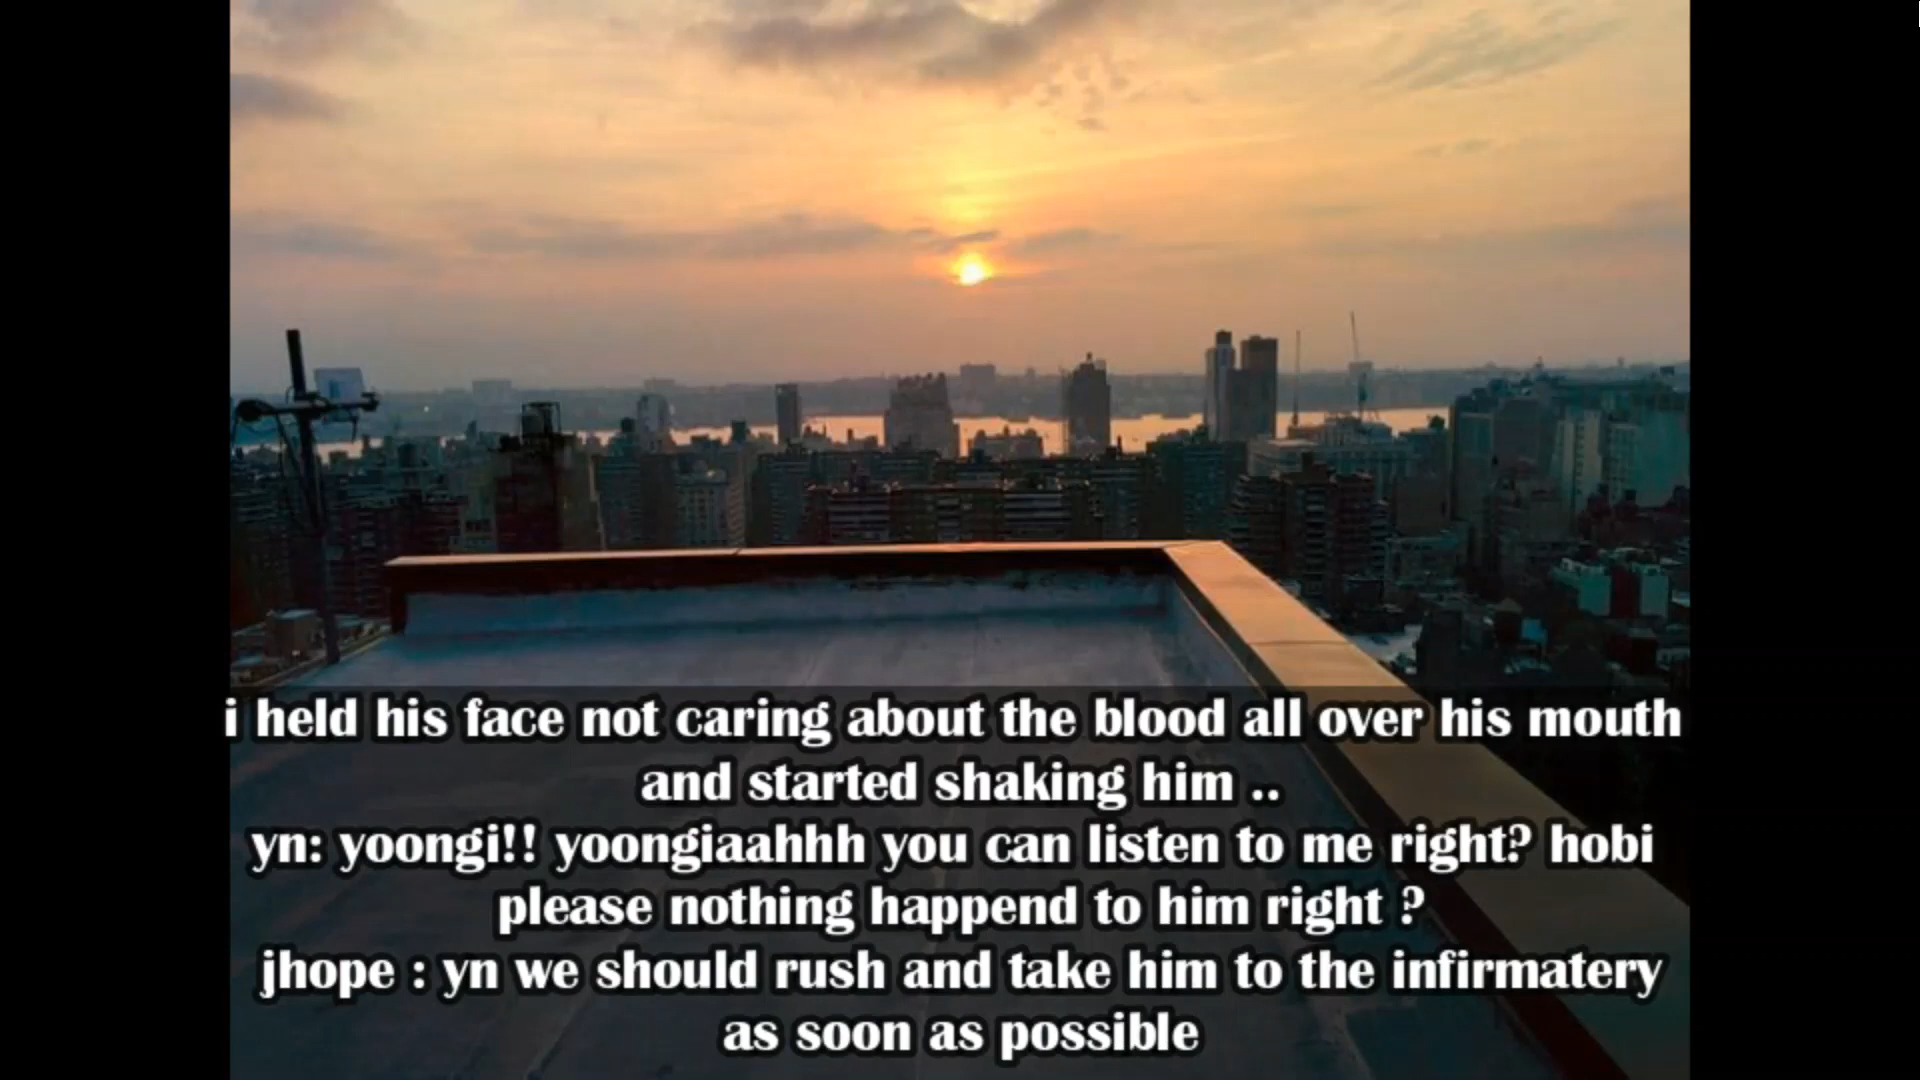 i held his face not caring about the blood all over his mouth
and started shaking him ..
yn: yoongi!! yoongiaahhh you can listen to me right? hobi
please nothing happend to him right ?
jhope : yn we should rush and take him to the infirmatery
as soon as possible